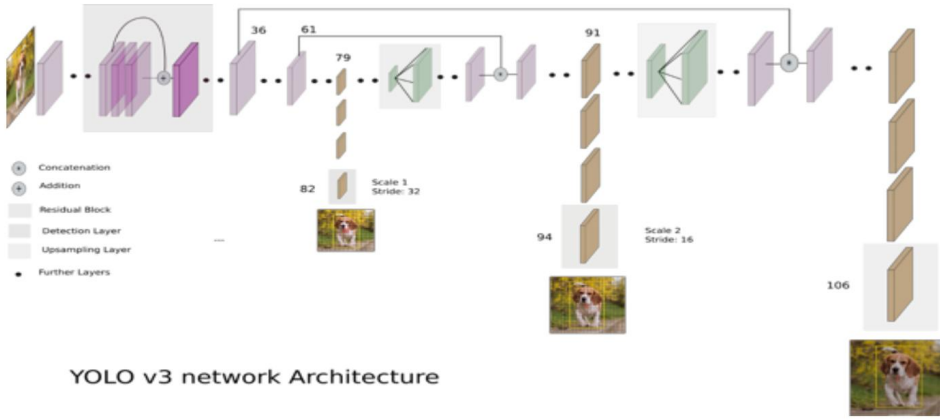 36
61
79
91
Concatenation
Addition
82
Scale 1
Stride: 32
Residual Block
Detection Layer
94
Scale 2
Stride: 16
Upsampling Layer
Further Layers
106
YOLO v3 network Architecture